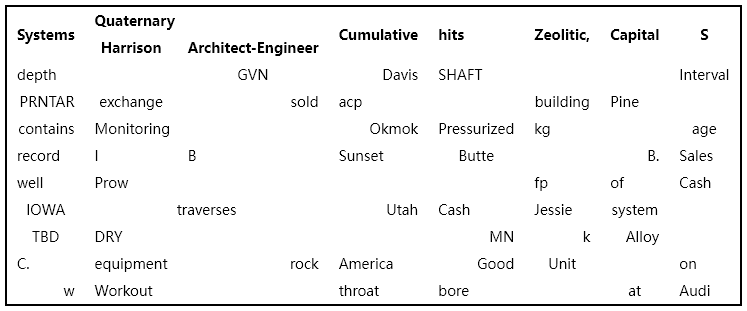 Systems Quaternary Harrison Architect-Engineer Cumulative hits Zeolitic, Capital S
depth GVN Davis SHAFT Interval
PRNTAR exchange sold acp building Pine
contains Monitoring Okmok Pressurized kg age
record I B Sunset Butte B. Sales
well Prow fp of Cash
IOWA traverses Utah Cash Jessie system
TBD DRY MN k Alloy
C. equipment rock America Good Unit on
w Workout throat bore at Audi